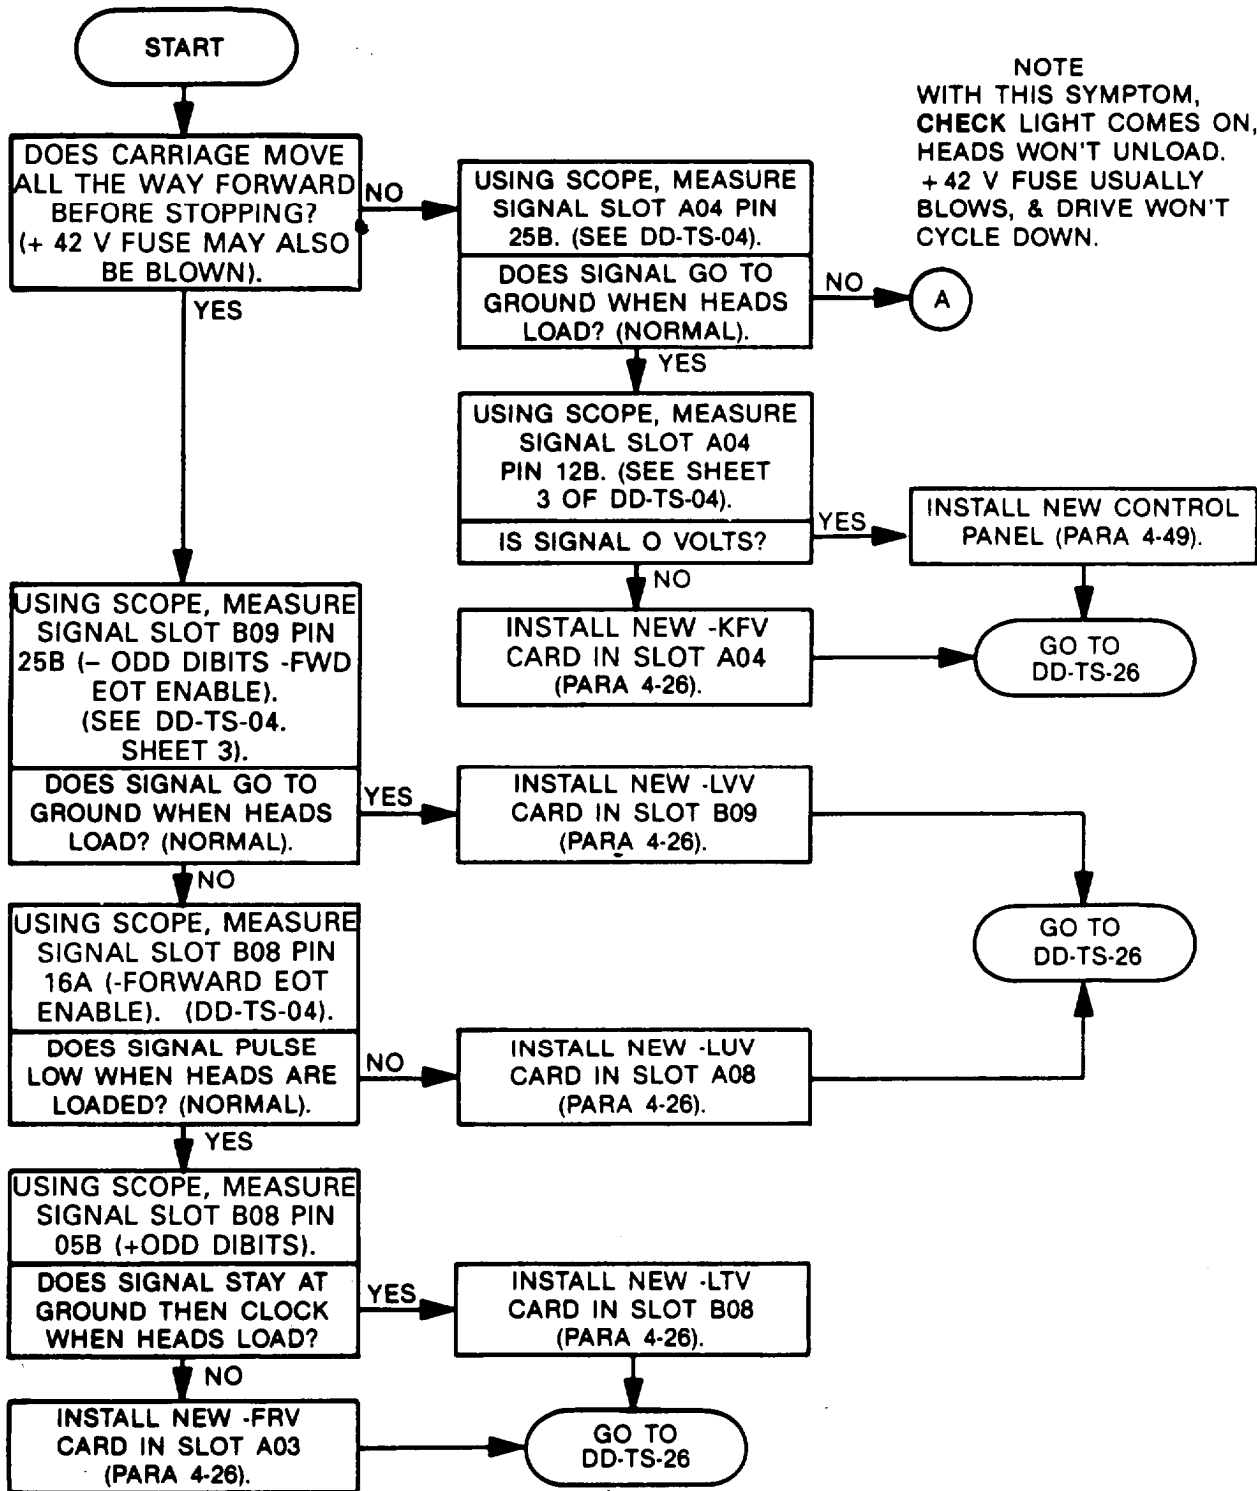 START
NOTE
WITH THIS SYMPTOM,
CHECK LIGHT COMES ON,
HEADS WON'T UNLOAD.
+ 42 V FUSE USUALLY
BLOWS, & DRIVE WON'T
CYCLE DOWN.
DOES CARRIAGE MOVE
ALL THE WAY FORWARD
BEFORE STOPPING?
(+ 42 V FUSE MAY ALSO
BE BLOWN).
NO
YES
USING SCOPE, MEASURE
SIGNAL SLOT A04 PIN
25B. (SEE DD-TS-04).
DOES SIGNAL GO TO
GROUND WHEN HEADS
LOAD? (NORMAL).
NO
A
YES
USING SCOPE, MEASURE
SIGNAL SLOT A04
PIN 12B. (SEE SHEET
3 OF DD-TS-04).
IS SIGNAL O VOLTS?
YES
INSTALL NEW CONTROL
PANEL (PARA 4-49).
NO
INSTALL NEW -KFV
CARD IN SLOT A04
(PARA 4-26).
GO TO
DD-TS-26
USING SCOPE, MEASURE
SIGNAL SLOT B09 PIN
25B (– ODD DIBITS -FWD
EOT ENABLE).
(SEE DD-TS-04.
SHEET 3).
DOES SIGNAL GO TO
GROUND WHEN HEADS
LOAD? (NORMAL).
YES
INSTALL NEW -LVV
CARD IN SLOT B09
(PARA 4-26).
NO
GO TO
DD-TS-26
USING SCOPE, MEASURE
SIGNAL SLOT B08 PIN
16A (-FORWARD EOT
ENABLE). (DD-TS-04).
DOES SIGNAL PULSE
LOW WHEN HEADS ARE
LOADED? (NORMAL).
NO
INSTALL NEW -LUV
CARD IN SLOT A08
(PARA 4-26).
YES
USING SCOPE, MEASURE
SIGNAL SLOT B08 PIN
05B (+ODD DIBITS).
DOES SIGNAL STAY AT
GROUND THEN CLOCK
WHEN HEADS LOAD?
YES
INSTALL NEW -LTV
CARD IN SLOT B08
(PARA 4-26).
NO
INSTALL NEW -FRV
CARD IN SLOT A03
(PARA 4-26).
GO TO
DD-TS-26